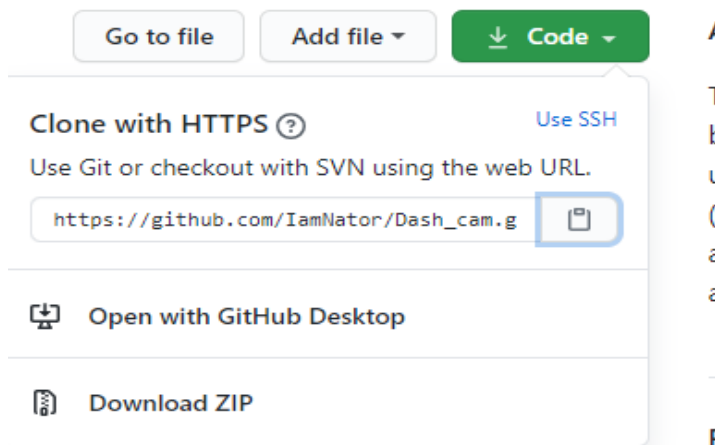 Go to file
Add file
Code
Clone with HTTPS
Use SSH
Use Git or checkout with SVN using the web URL.
https://github.com/IamNator/Dash_cam.g
Open with GitHub Desktop
Download ZIP